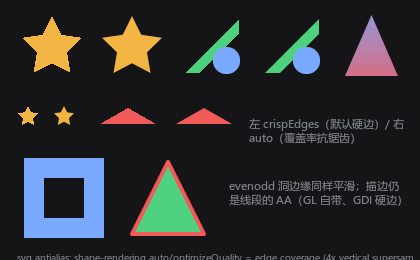 左 crispEdges（默认硬边）/ 右
auto（覆盖率抗锯齿）
evenodd 洞边缘同样平滑；描边仍
是线段的 AA（GL 自带、GDI 硬边）
svg antialias: shape-rendering auto/optimizeQuality = edge coverage (4x vertical supersam